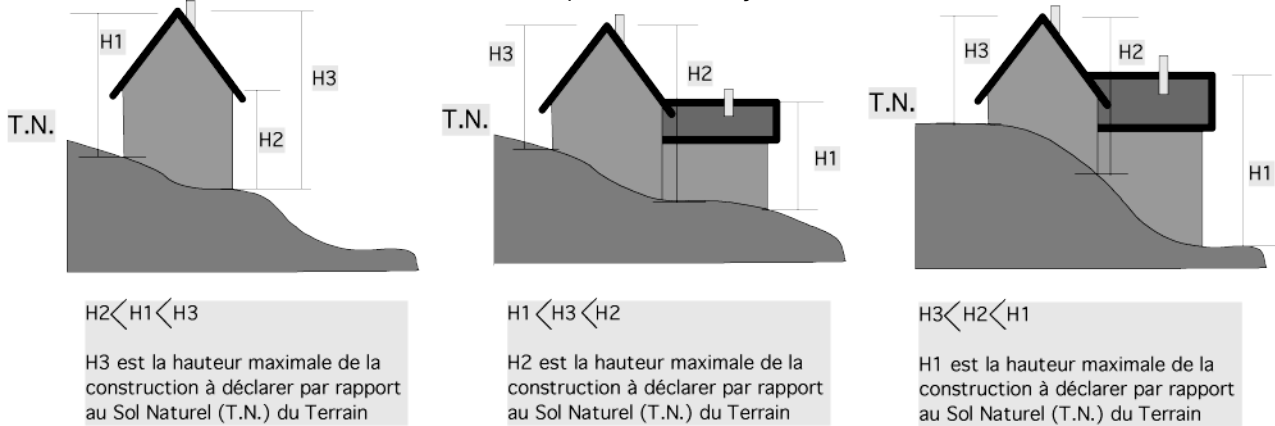 H1
H3
H2
T.N.
H3
H2
H1
T.N.
H3
H2
H1
T.N.
H2<H1<H3
H3 est la hauteur maximale de la
construction à déclarer par rapport
au Sol Naturel (T.N.) du Terrain
H1<H3<H2
H2 est la hauteur maximale de la
construction à déclarer par rapport
au Sol Naturel (T.N.) du Terrain
H3<H2<H1
H1 est la hauteur maximale de la
construction à déclarer par rapport
au Sol Naturel (T.N.) du Terrain